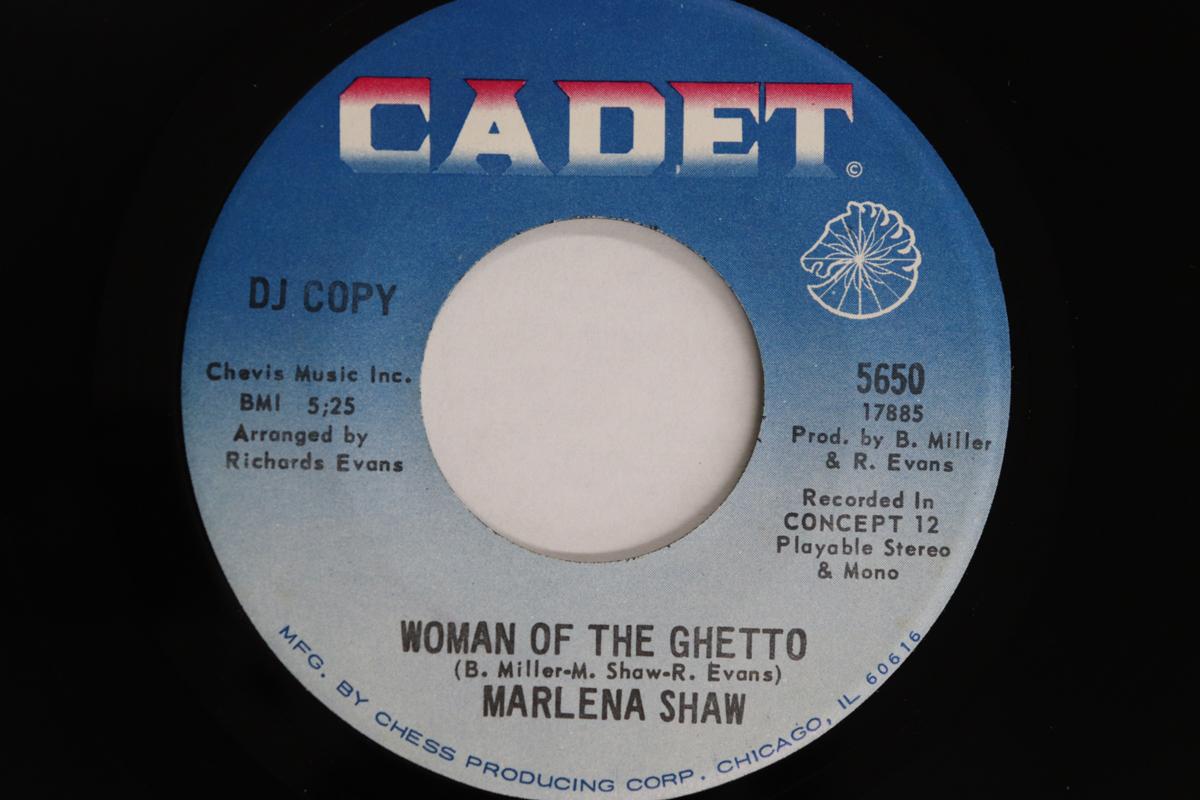 CADET
©
DJ COPY
Chevis Music Inc.
BMI 5;25
Arranged by
Richards Evans
5650
17885
Prod. by B. Miller
& R. Evans
Recorded In
CONCEPT 12
Playable Stereo
& Mono
WOMAN OF THE GHETTO
(B. Miller-M. Shaw-R. Evans)
MARLENA SHAW
MFG. BY CHESS PRODUCING CORP. CHICAGO, IL 60616